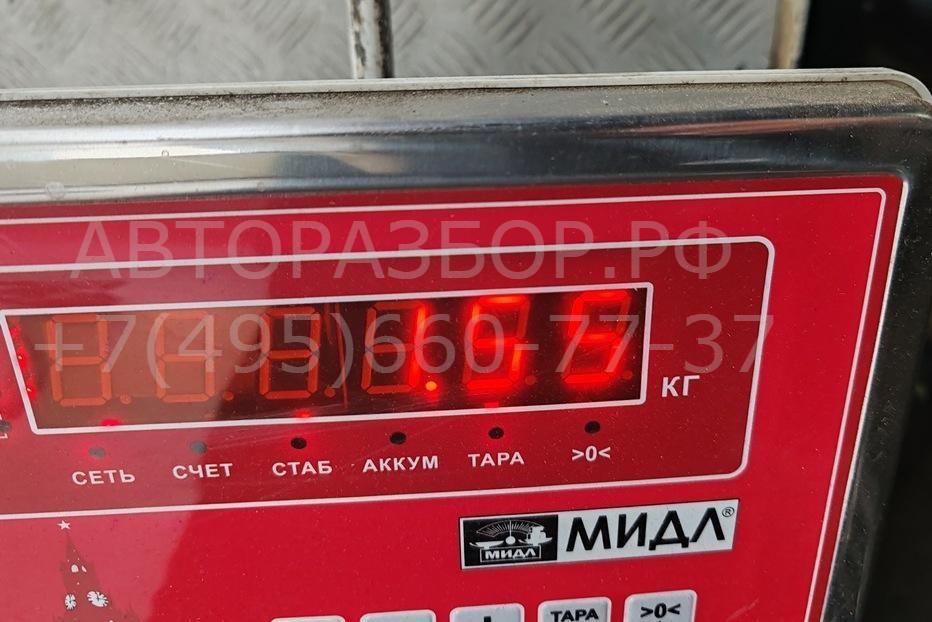 АВТОРАЗБОР.РФ
+7(495)660-77-37
КГ
СЕТЬ СЧЕТ СТАБ АККУМ ТАРА >0<
МИДЛ МИДЛ®
ТАРА >0<